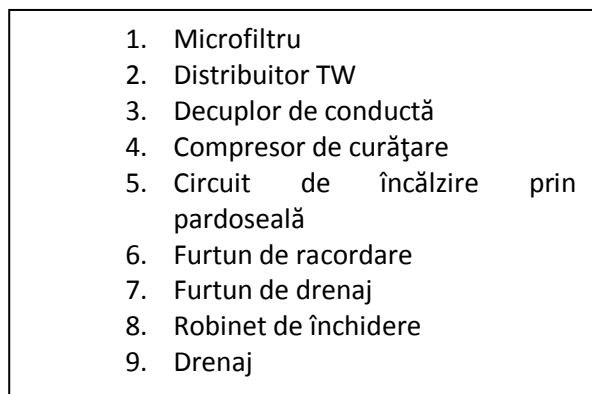 1. Microfiltru
2. Distribuitor TW
3. Decuplor de conductă
4. Compresor de curăţare
5. Circuit de încălzire prin
pardoseală
6. Furtun de racordare
7. Furtun de drenaj
8. Robinet de închidere
9. Drenaj